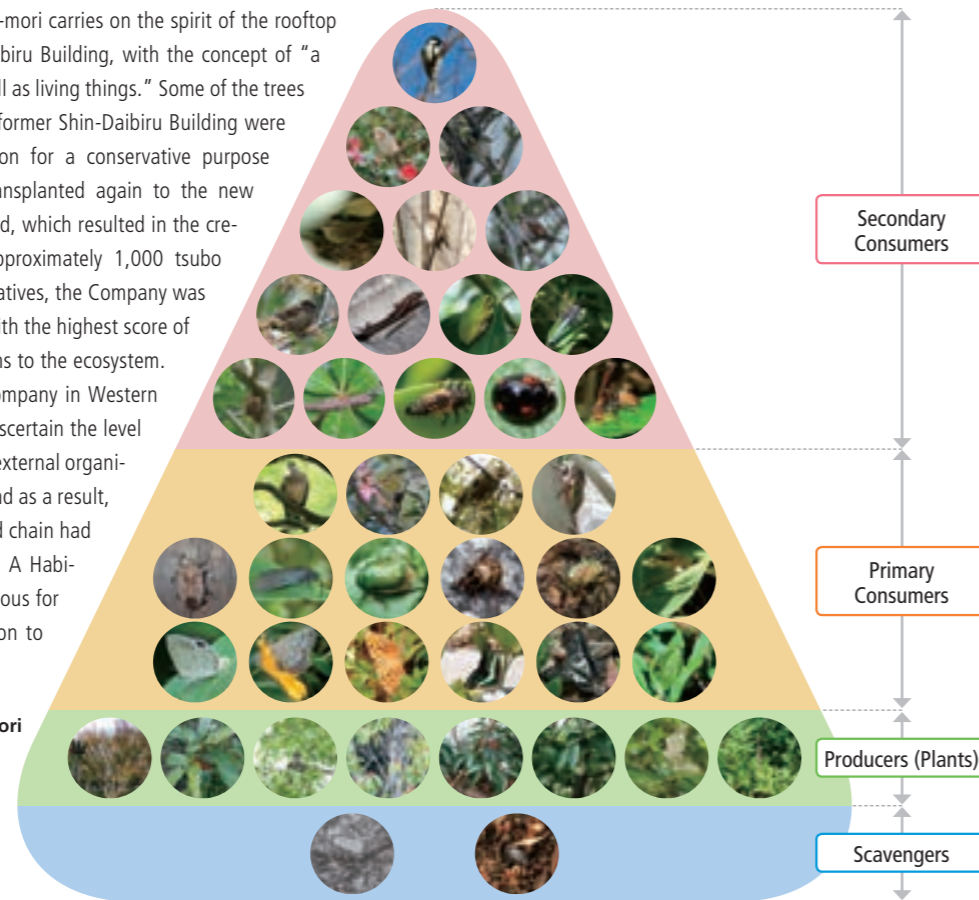 -mori carries on the spirit of the rooftop
ibiru Building, with the concept of “a
ll as living things.” Some of the trees
former Shin-Daibiru Building were
on for a conservative purpose
ansplanted again to the new
d, which resulted in the cre-
pproximately 1,000 tsubo
atives, the Company was
ith the highest score of
ns to the ecosystem.
ompany in Western
scertain the level
external organi-
nd as a result,
d chain had
A Habi-
ous for
on to
ori
Secondary
Consumers
Primary
Consumers
Producers (Plants)
Scavengers